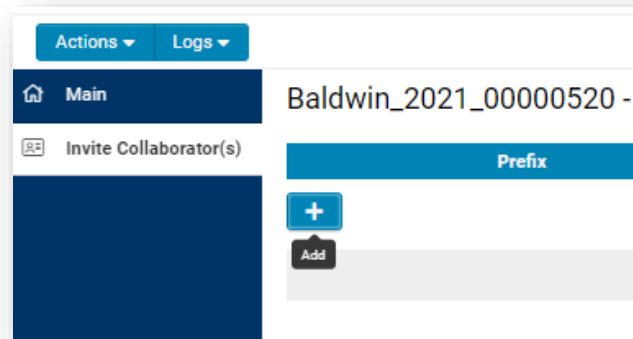 Actions Logs
Main
Invite Collaborator(s)
Baldwin_2021_00000520 -
Prefix
+
Add